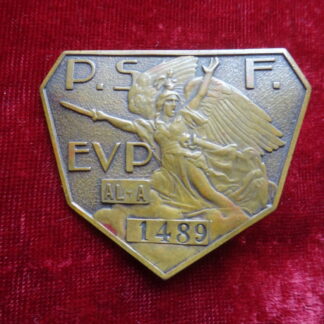 P.S F.
EVP
AL-A
1489